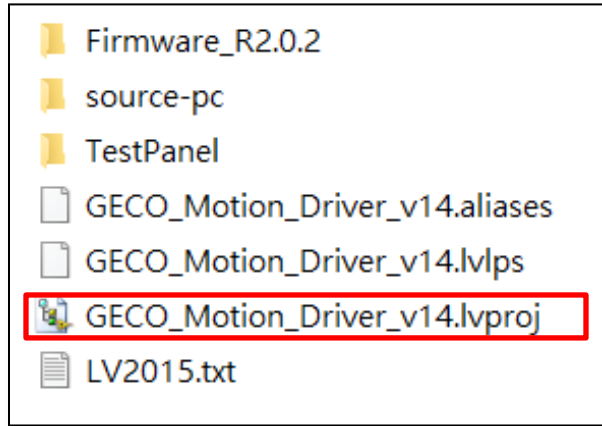 Firmware_R2.0.2
source-pc
TestPanel
GECO_Motion_Driver_v14.aliases
GECO_Motion_Driver_v14.lvlps
GECO_Motion_Driver_v14.lvproj
LV2015.txt